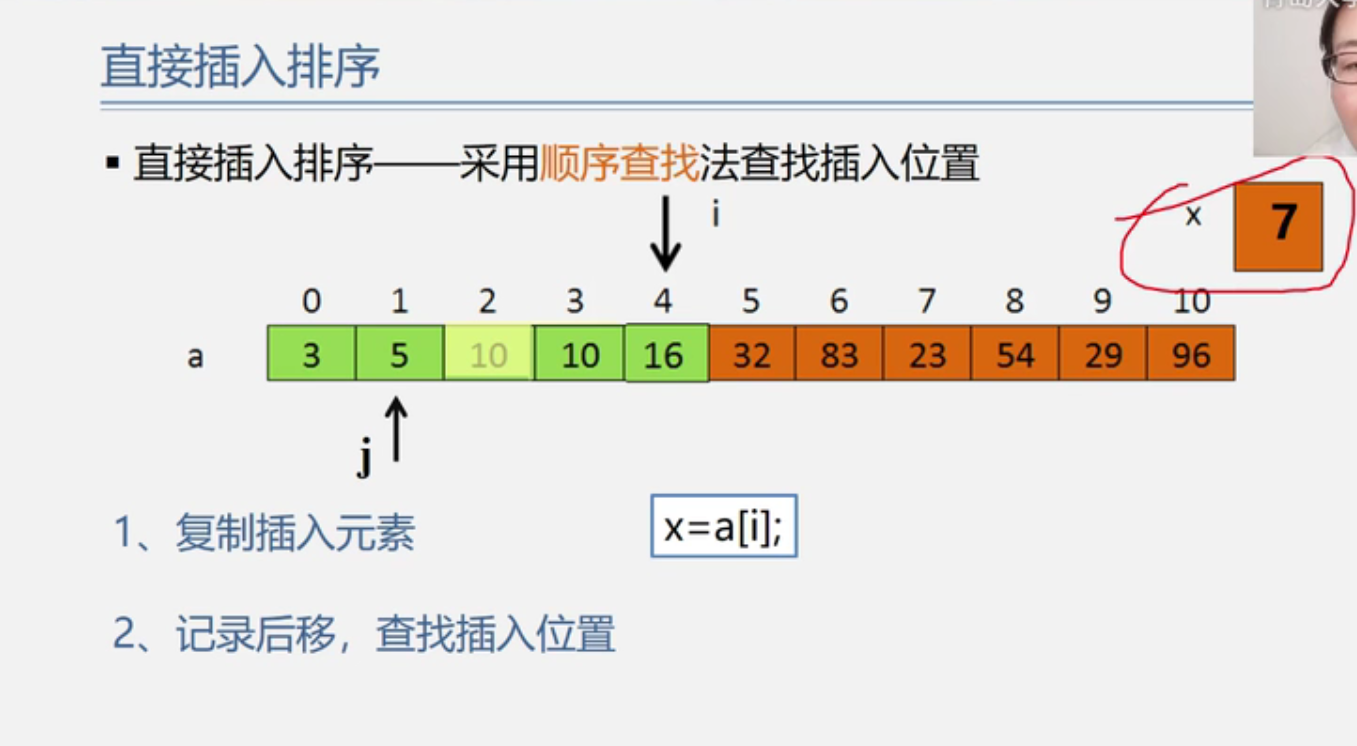 直接插入排序
▪ 直接插入排序——采用顺序查找法查找插入位置
i
x 7
0 1 2 3 4 5 6 7 8 9 10
a 3 5 10 10 16 32 83 23 54 29 96
j
1、复制插入元素 x=a[i];
2、记录后移，查找插入位置